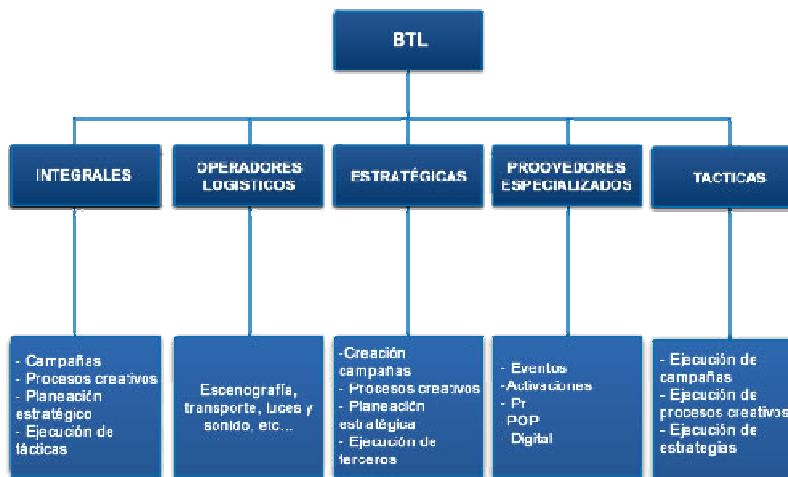 BTL
INTEGRALES
OPERADORES
LOGISTICOS
ESTRATÉGICAS
PROOVEDORES
ESPECIALIZADOS
TACTICAS
- Campañas
- Procesos creativos
- Planeación
estratégico
- Ejecución de
tácticas
Escenografía,
transporte, luces y
sonido, etc...
-Creación
campañas
- Procesos creativos
- Planeación
estratégica
- Ejecución de
terceros
- Eventos
-Activaciones
- Pr
POP
Digital
- Ejecución de
campañas
- Ejecución de
procesos creativos
- Ejecución de
estrategias